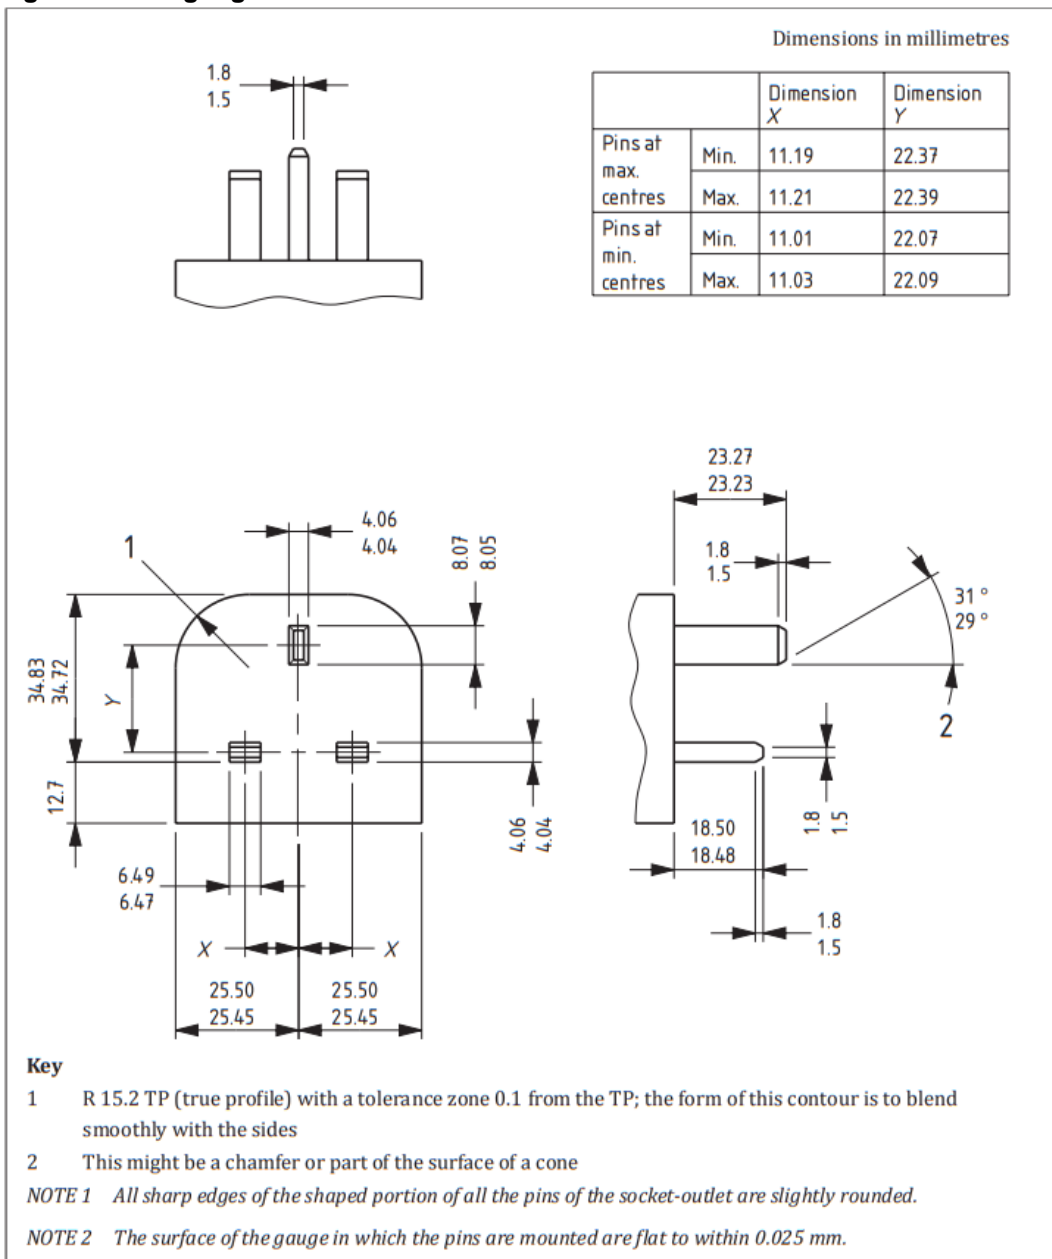 Dimensions in millimetres
1.8
1.5
Dimension X Dimension Y
Pins at max. centres Min. 11.19 22.37
Max. 11.21 22.39
Pins at min. centres Min. 11.01 22.07
Max. 11.03 22.09
23.27
23.23
4.06
4.04
8.07
8.05
1
1.8
1.5
31°
29°
34.83
34.72
Y
2
12.7
4.06
4.04
18.50
18.48
1.8
1.5
6.49
6.47
1.8
1.5
X X
25.50 25.50
25.45 25.45
Key
1 R 15.2 TP (true profile) with a tolerance zone 0.1 from the TP; the form of this contour is to blend
smoothly with the sides
2 This might be a chamfer or part of the surface of a cone
NOTE 1 All sharp edges of the shaped portion of all the pins of the socket-outlet are slightly rounded.
NOTE 2 The surface of the gauge in which the pins are mounted are flat to within 0.025 mm.